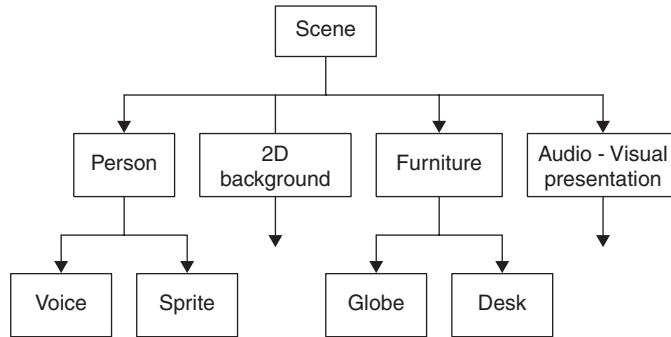 Scene
Person
2D
background
Furniture
Audio - Visual
presentation
Voice
Sprite
Globe
Desk